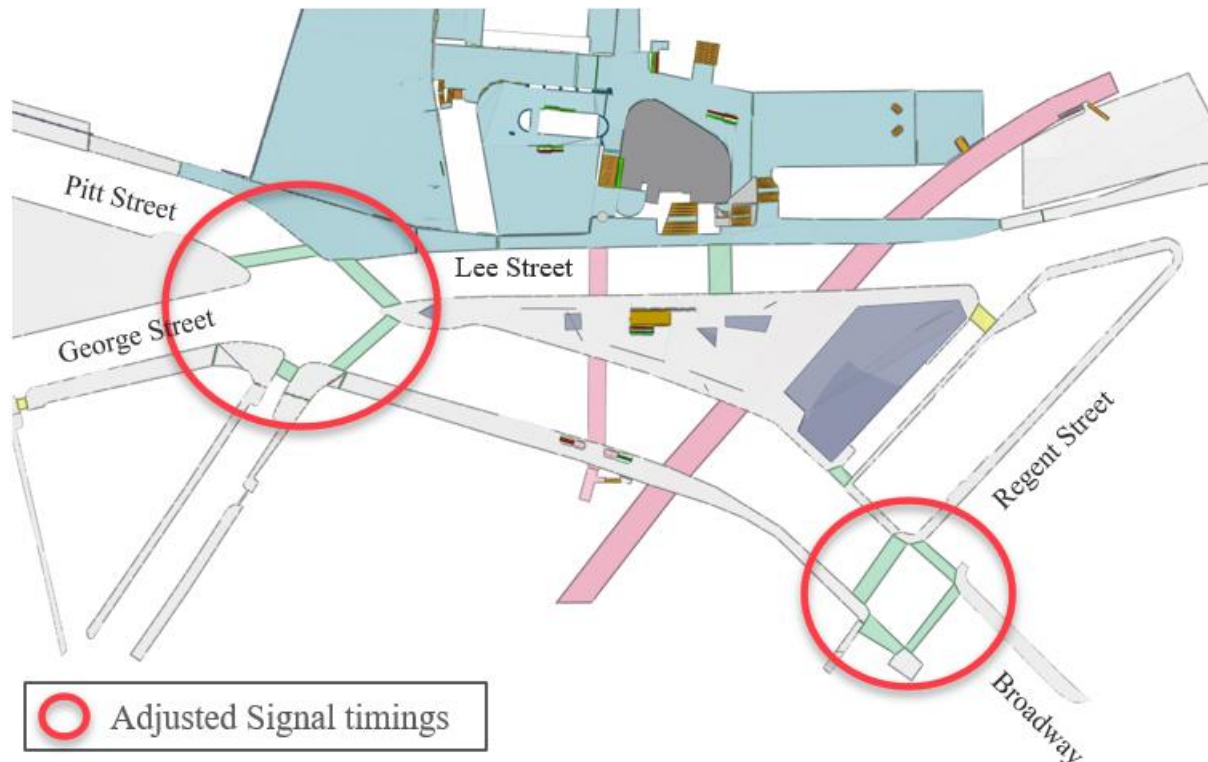 Pitt Street
Lee Street
George Street
Regent Street
Broadway
Adjusted Signal timings